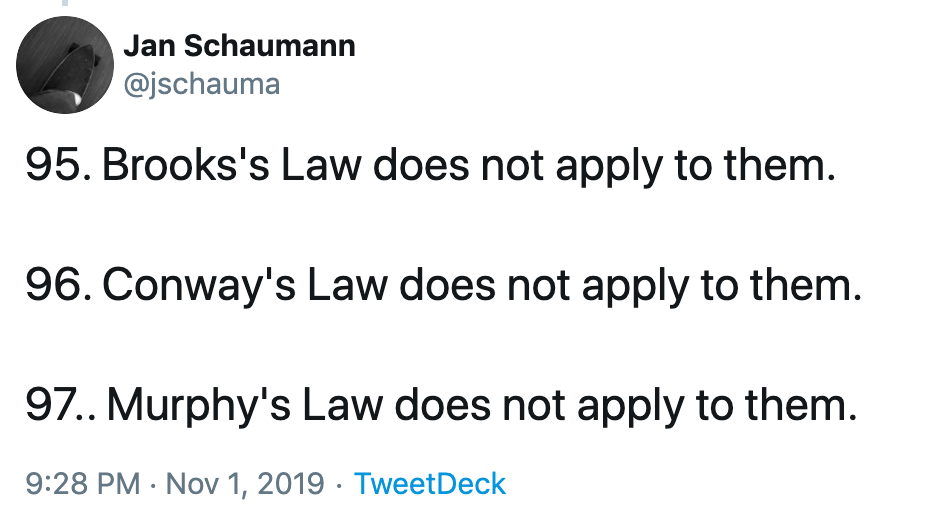 Jan Schaumann
@jschauma
95. Brooks's Law does not apply to them.
96. Conway's Law does not apply to them.
97.. Murphy's Law does not apply to them.
9:28 PM · Nov 1, 2019 · TweetDeck